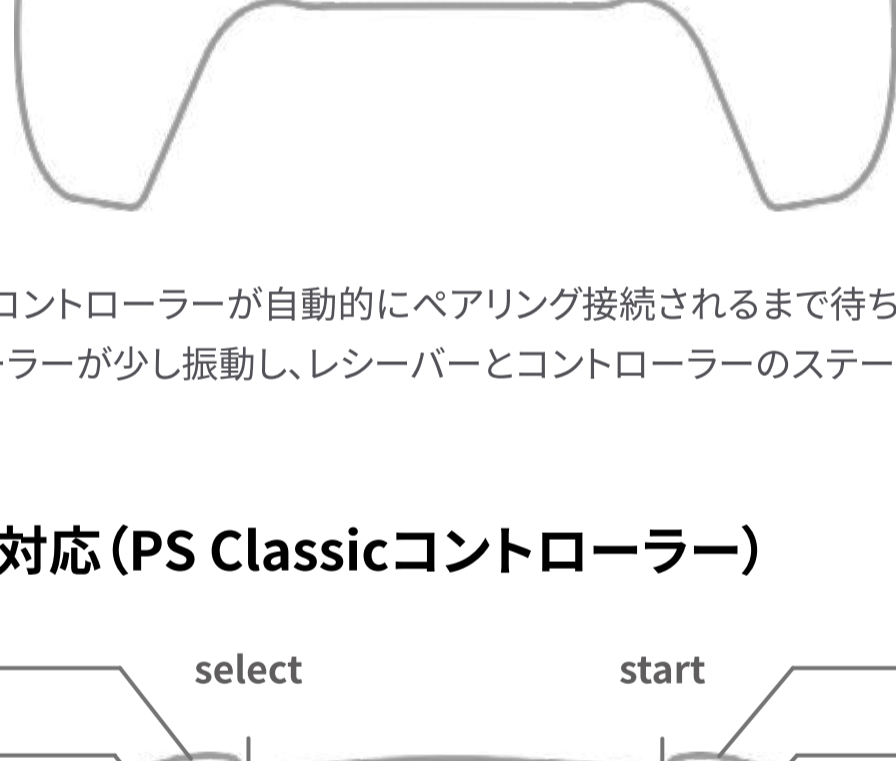 コントローラーが自動的にペアリング接続されるまで待ち
ーラーが少し振動し、レシーバーとコントローラーのステー
対応（PS Classicコントローラー）
select
start